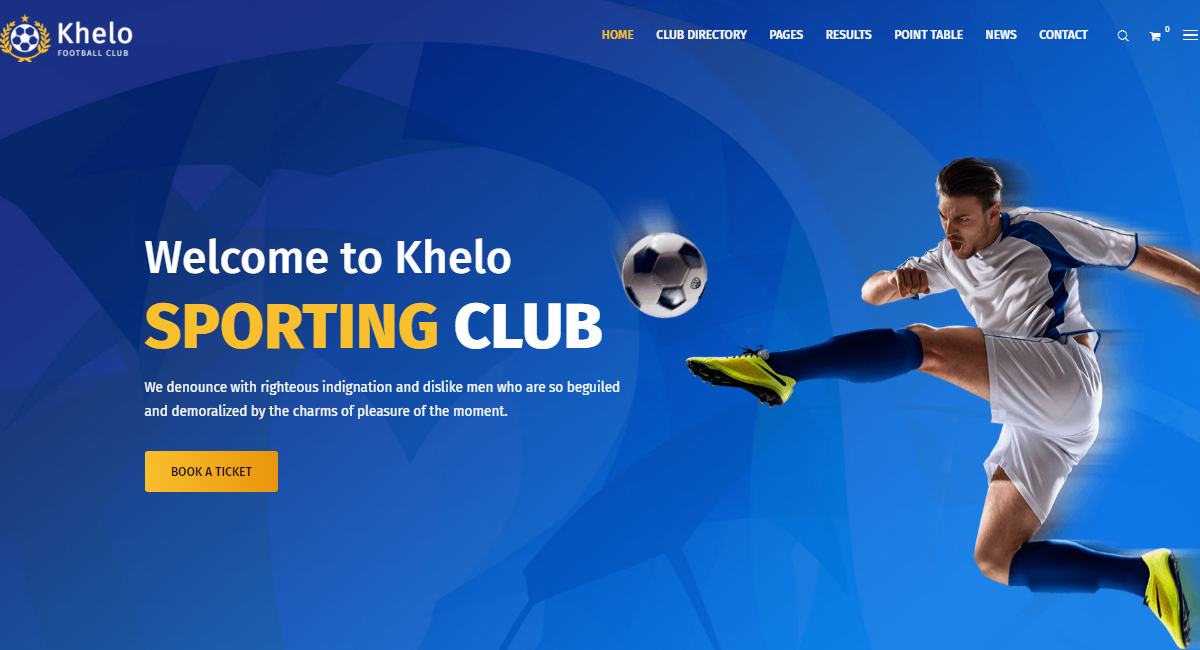 Khelo
FOOTBALL CLUB
HOME CLUB DIRECTORY PAGES RESULTS POINT TABLE NEWS CONTACT 0
Welcome to Khelo
SPORTING CLUB
We denounce with righteous indignation and dislike men who are so beguiled
and demoralized by the charms of pleasure of the moment.
BOOK A TICKET